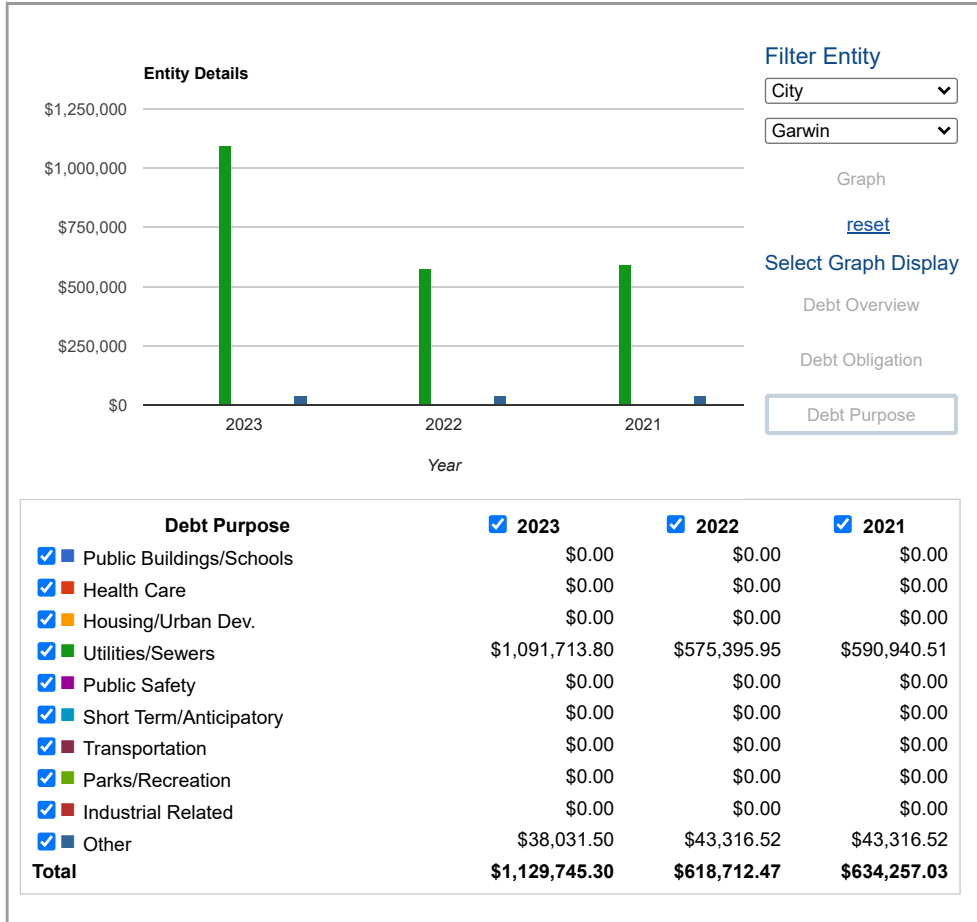 Filter Entity
Entity Details
City
$1,250,000
Garwin
$1,000,000
Graph
$750,000
reset
Select Graph Display
$500,000
Debt Overview
$250,000
Debt Obligation
$0
Debt Purpose
2023 2022 2021
Year
Debt Purpose 2023 2022 2021
Public Buildings/Schools $0.00 $0.00 $0.00
Health Care $0.00 $0.00 $0.00
Housing/Urban Dev. $0.00 $0.00 $0.00
Utilities/Sewers $1,091,713.80 $575,395.95 $590,940.51
Public Safety $0.00 $0.00 $0.00
Short Term/Anticipatory $0.00 $0.00 $0.00
Transportation $0.00 $0.00 $0.00
Parks/Recreation $0.00 $0.00 $0.00
Industrial Related $0.00 $0.00 $0.00
Other $38,031.50 $43,316.52 $43,316.52
Total $1,129,745.30 $618,712.47 $634,257.03